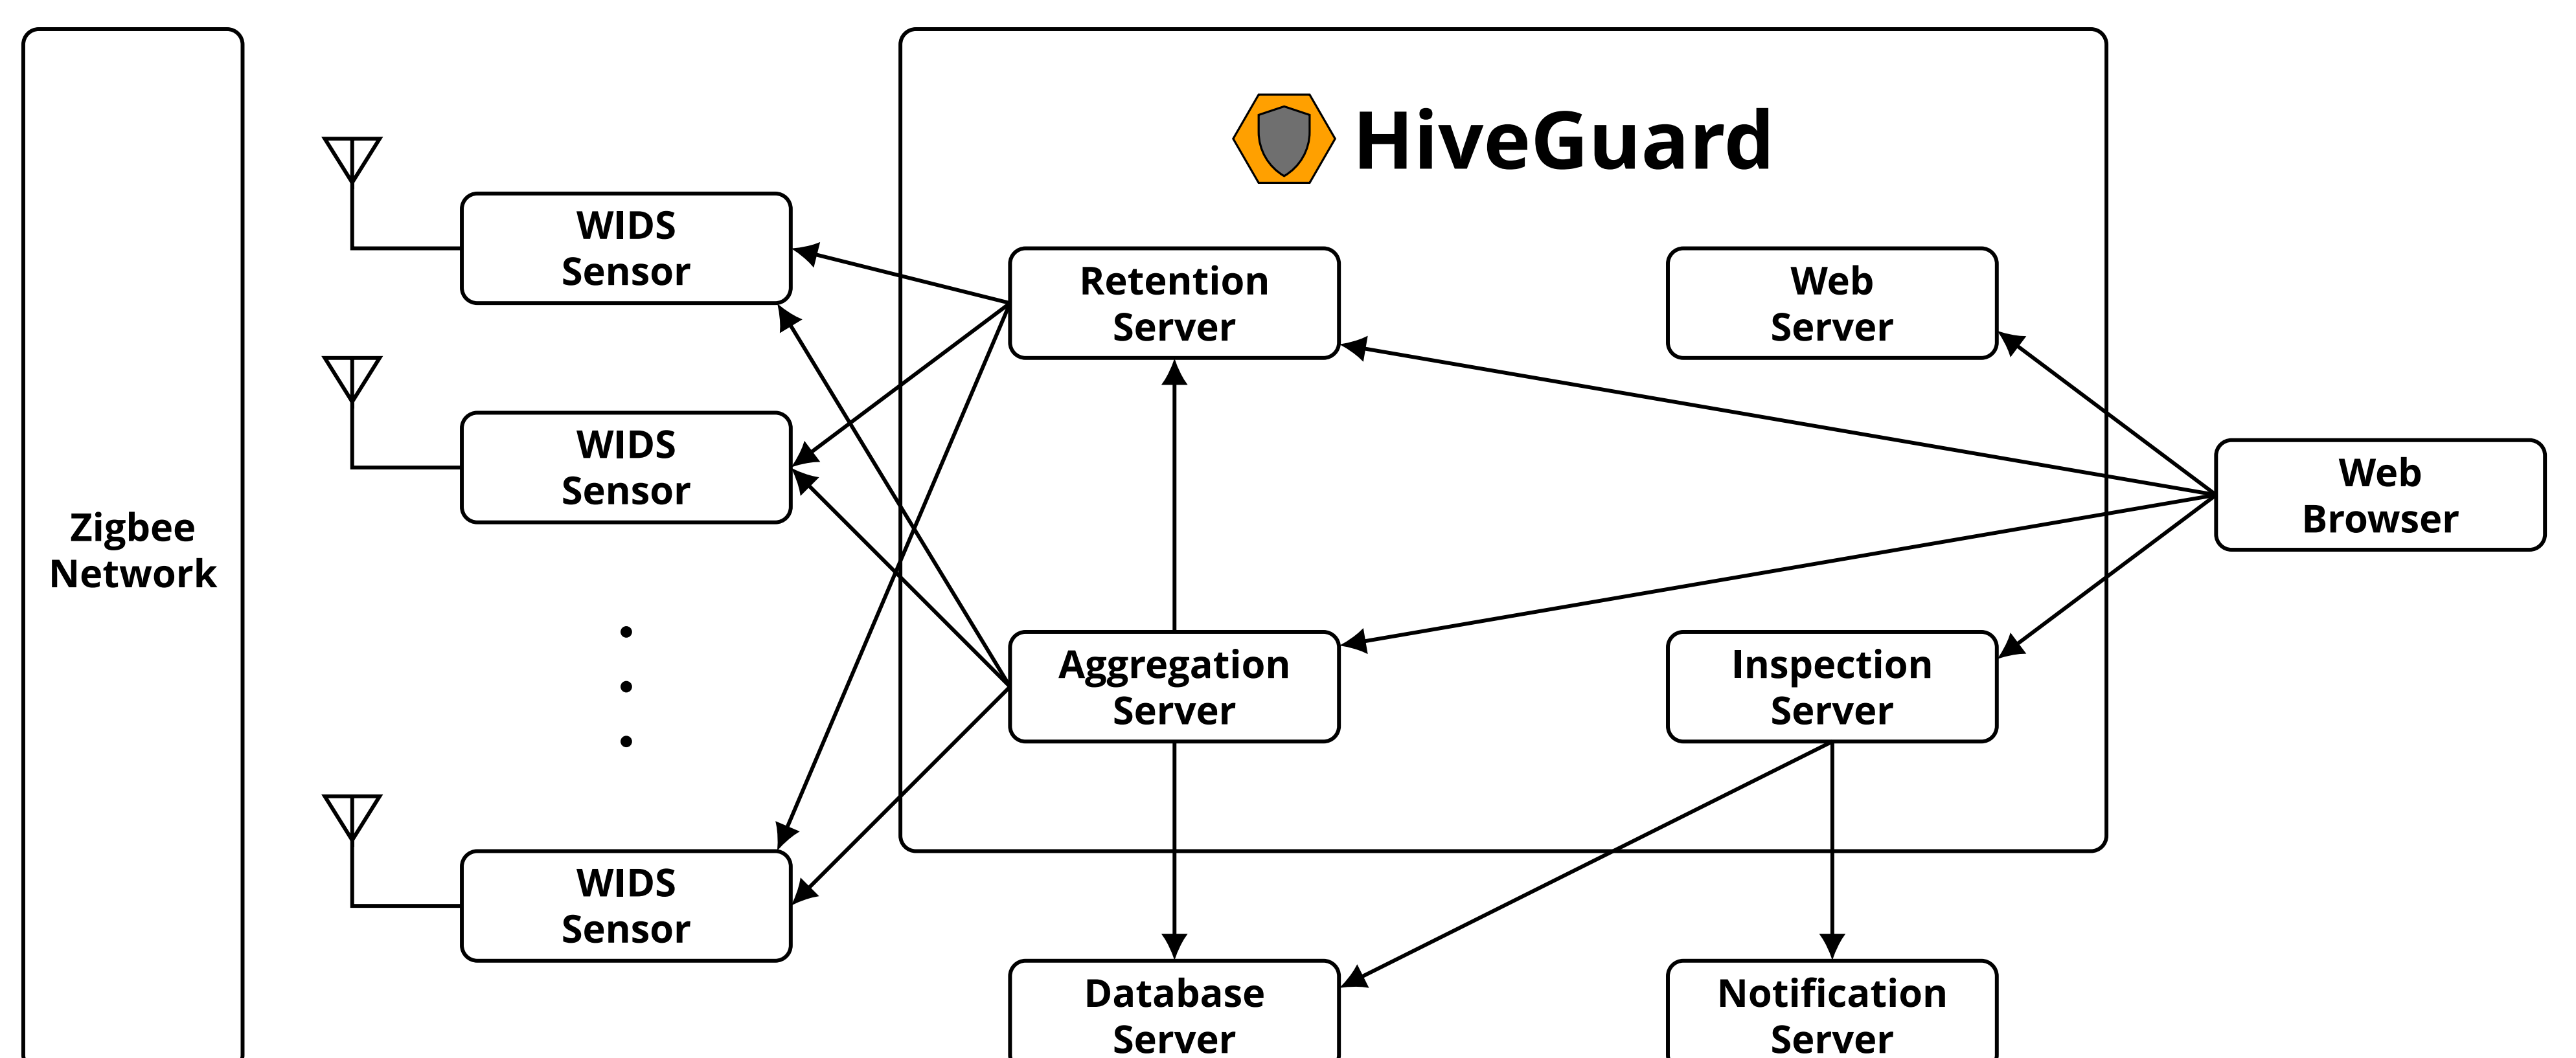 HiveGuard
Zigbee
Network
WIDS
Sensor
WIDS
Sensor
WIDS
Sensor
Retention
Server
Web
Server
Aggregation
Server
Inspection
Server
Web
Browser
Database
Server
Notification
Server